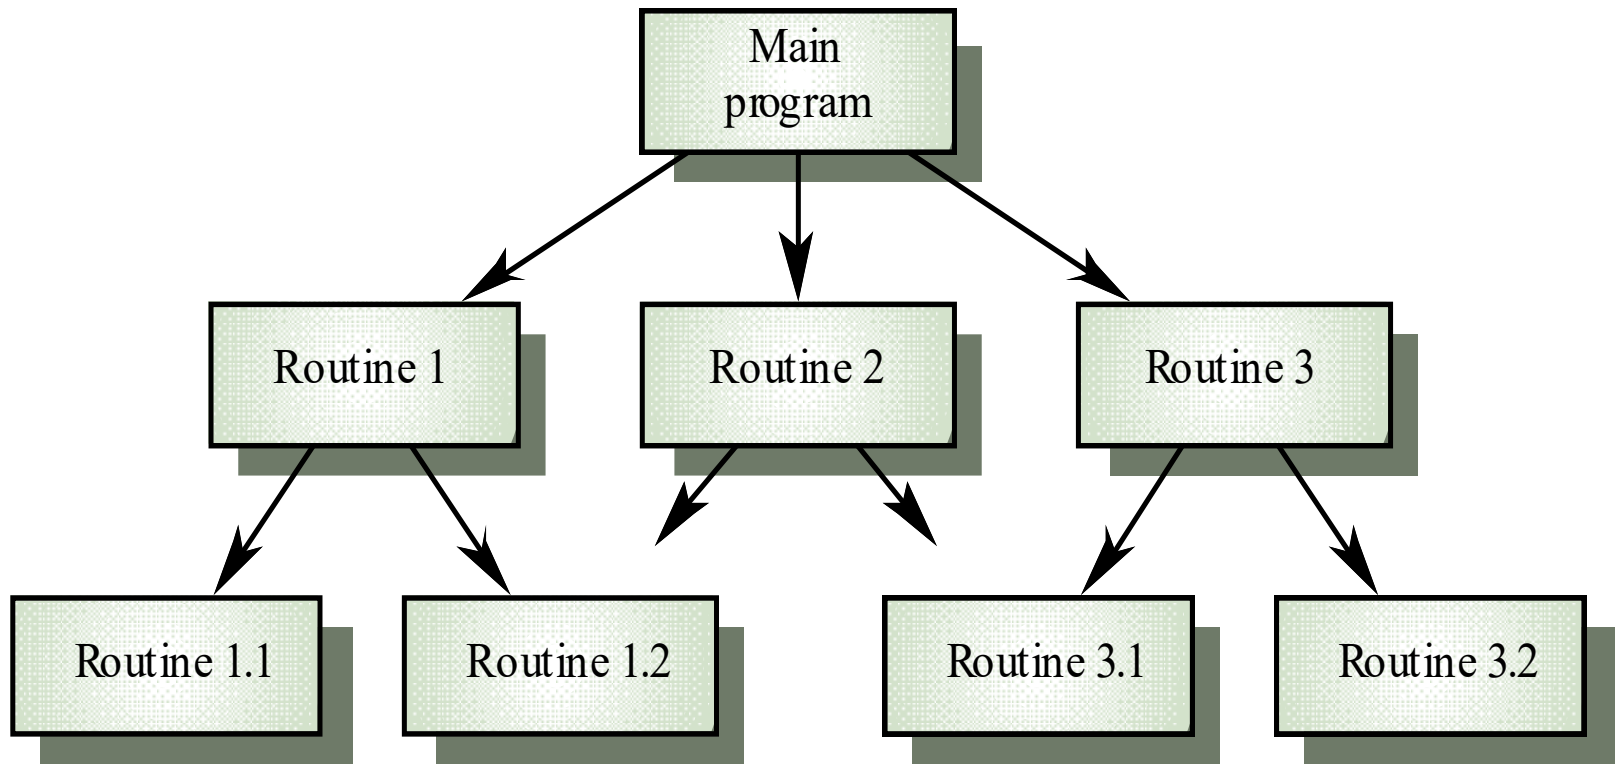 Main
program
Routine 1
Routine 2
Routine 3
Routine 1.1
Routine 1.2
Routine 3.1
Routine 3.2